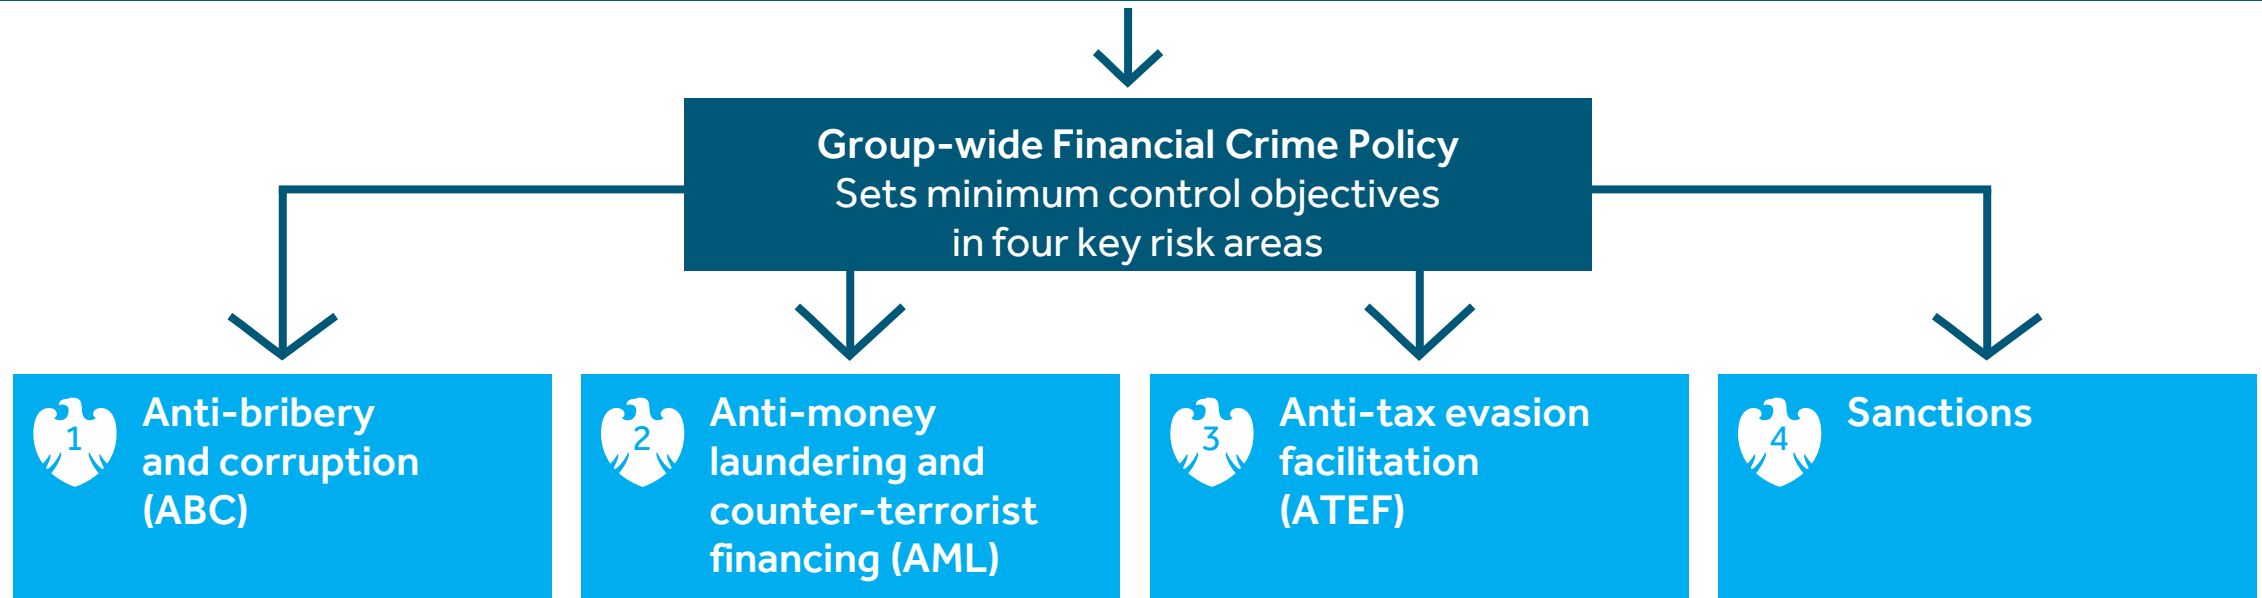 Group-wide Financial Crime Policy
Sets minimum control objectives
in four key risk areas
1
Anti-bribery
and corruption
(ABC)
2
Anti-money
laundering and
counter-terrorist
financing (AML)
3
Anti-tax evasion
facilitation
(ATEF)
4
Sanctions